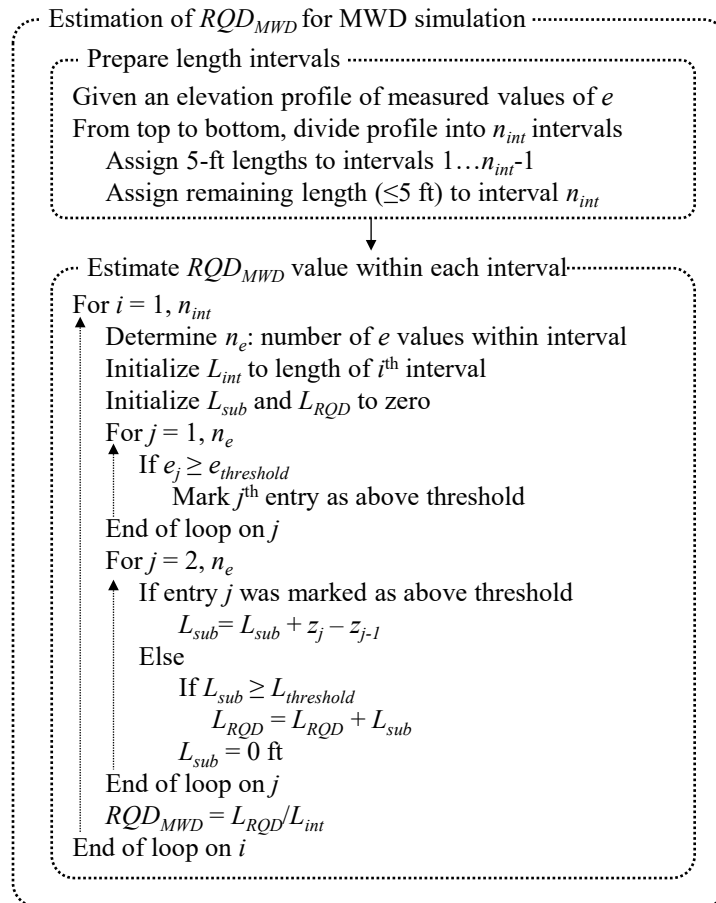 Estimation of RQD_MWD for MWD simulation
Prepare length intervals
Given an elevation profile of measured values of e
From top to bottom, divide profile into n_int intervals
Assign 5-ft lengths to intervals 1…n_int-1
Assign remaining length (≤5 ft) to interval n_int
Estimate RQD_MWD value within each interval
For i = 1, n_int
Determine n_e: number of e values within interval
Initialize L_int to length of i^th interval
Initialize L_sub and L_RQD to zero
For j = 1, n_e
If e_j ≥ e_threshold
Mark j^th entry as above threshold
End of loop on j
For j = 2, n_e
If entry j was marked as above threshold
L_sub= L_sub + z_j – z_j-1
Else
If L_sub ≥ L_threshold
L_RQD = L_RQD + L_sub
L_sub = 0 ft
End of loop on j
RQD_MWD = L_RQD/L_int
End of loop on i